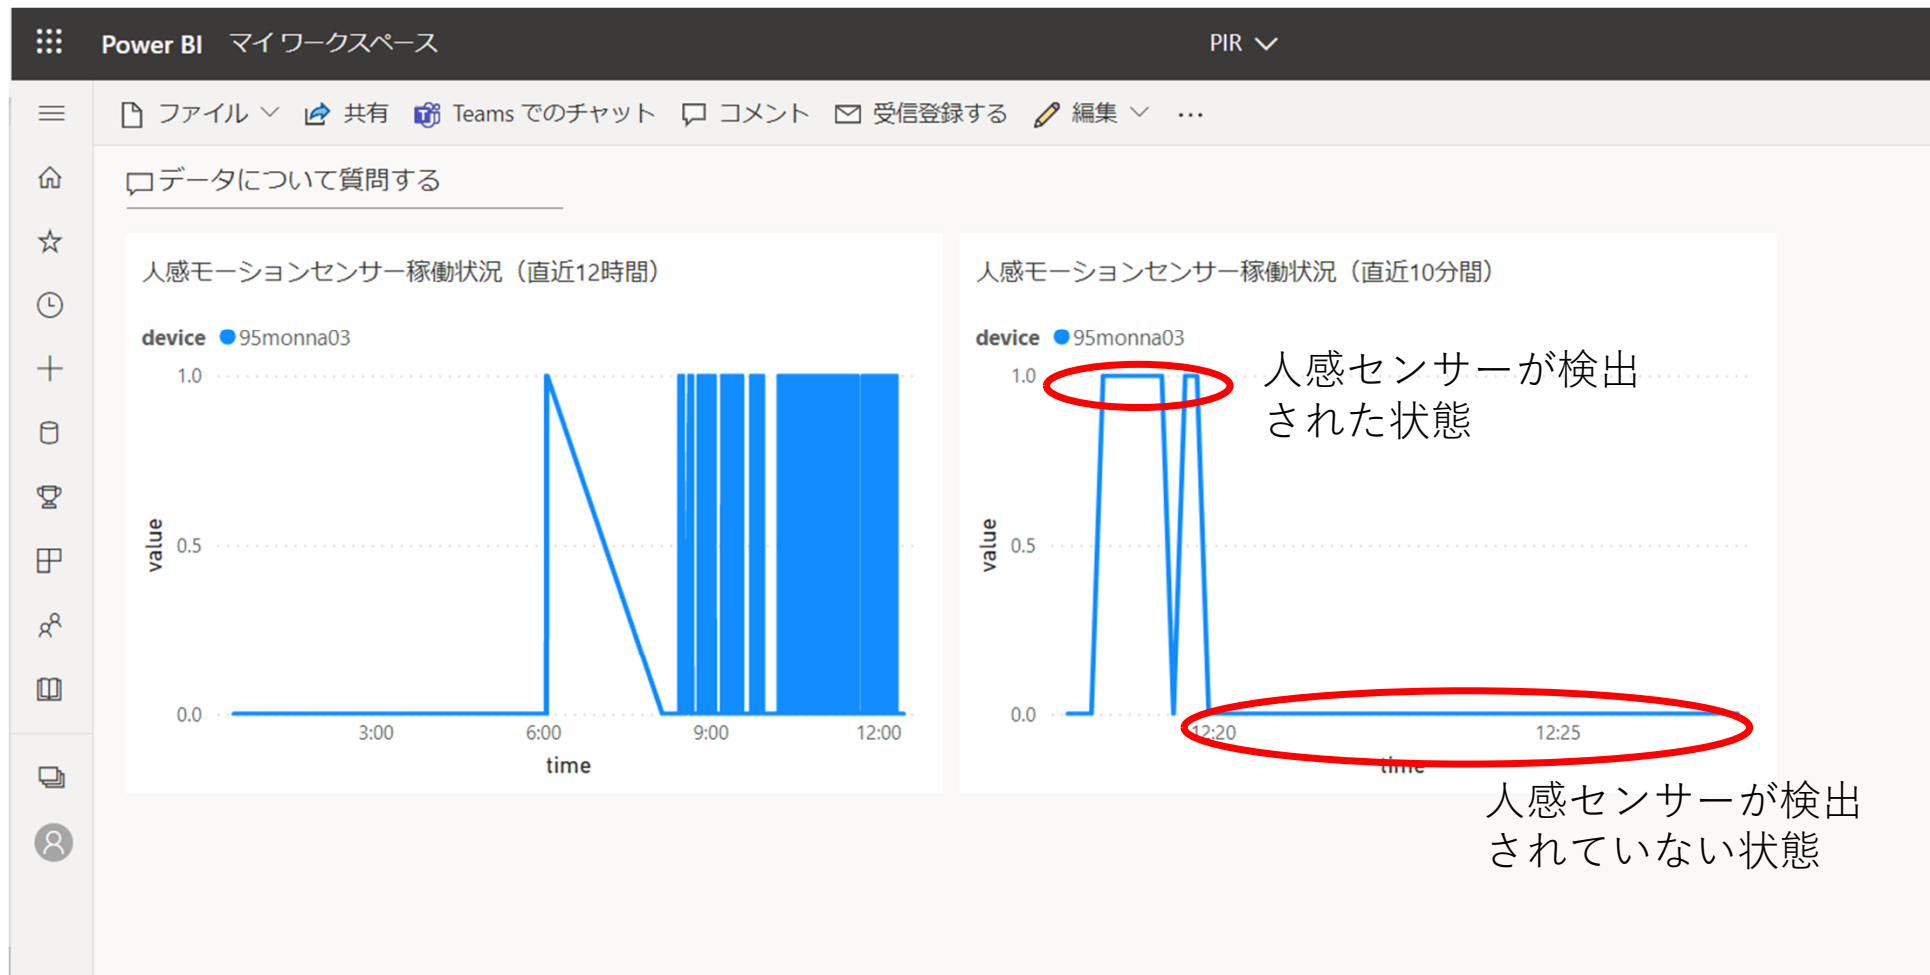 Power BI マイ ワークスペース PIR
ファイル 共有 Teams でのチャット コメント 受信登録する 編集 ...
データについて質問する
人感モーションセンサー稼働状況（直近12時間）
device 95monna03
1.0
0.5
0.0
value
3:00 6:00 9:00 12:00
time
人感モーションセンサー稼働状況（直近10分間）
device 95monna03
1.0
0.5
0.0
value
12:20 12:25
time
人感センサーが検出
された状態
人感センサーが検出
されていない状態